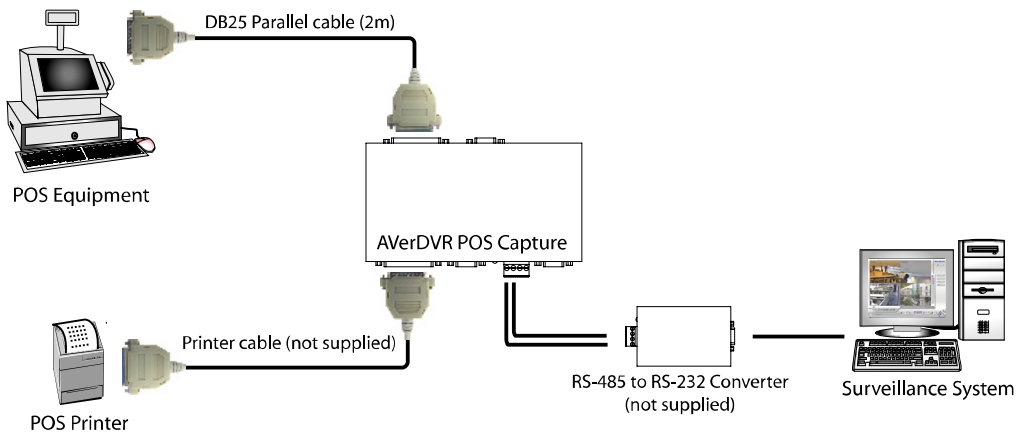 DB25 Parallel cable (2m)
POS Equipment
AVerDVR POS Capture
Printer cable (not supplied)
POS Printer
RS-485 to RS-232 Converter
(not supplied)
Surveillance System